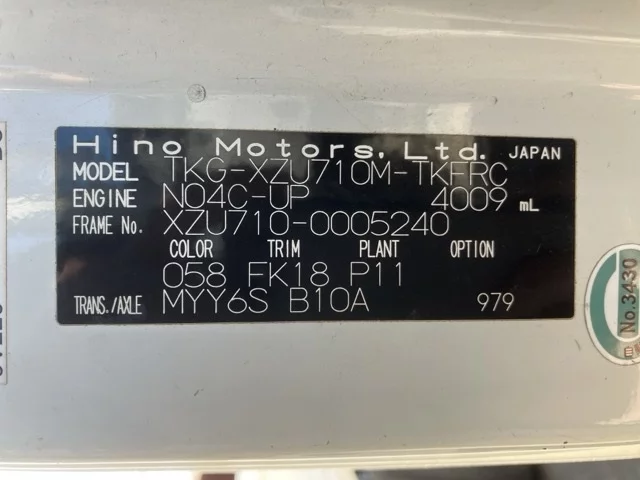 Hino Motors, Ltd. JAPAN
MODEL TKG-XZU710M-TKFRC
ENGINE N04C-UP 4009 mL
FRAME No. XZU710-0005240
COLOR TRIM PLANT OPTION
058 FK18 P11
TRANS./AXLE MYY6S B10A 979
No.3430